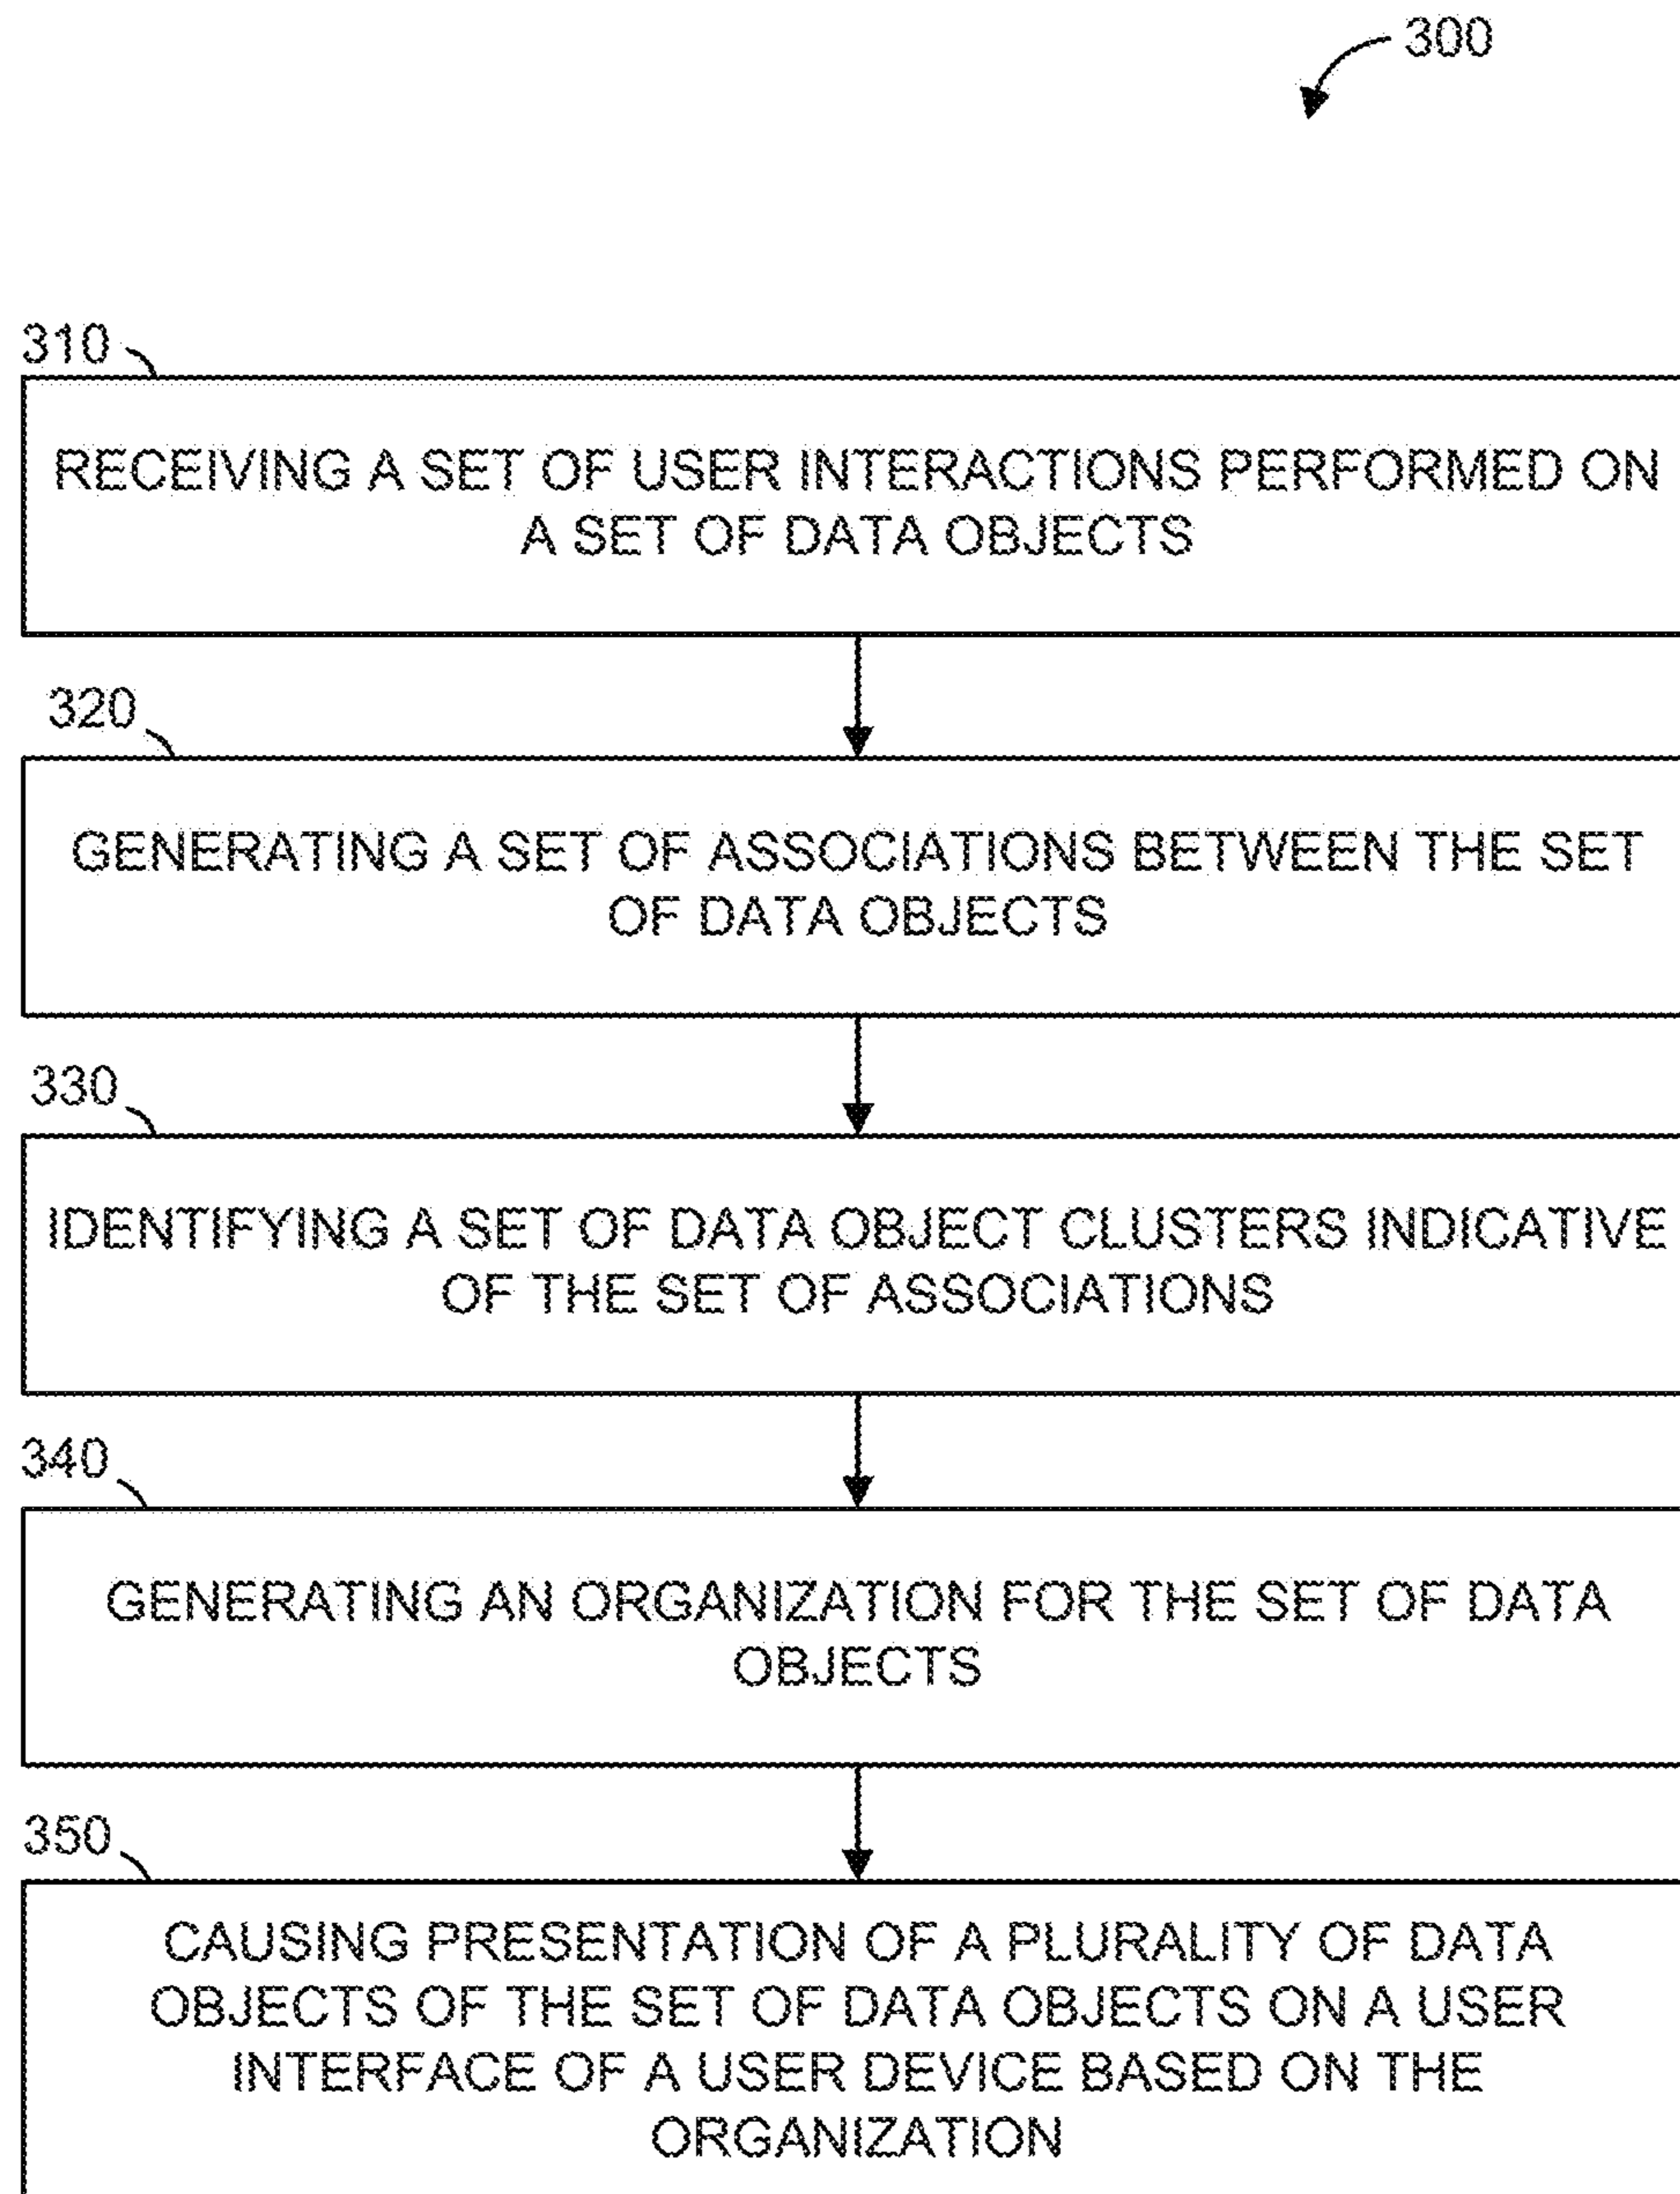 300
310
RECEIVING A SET OF USER INTERACTIONS PERFORMED ON
A SET OF DATA OBJECTS
320
GENERATING A SET OF ASSOCIATIONS BETWEEN THE SET
OF DATA OBJECTS
330
IDENTIFYING A SET OF DATA OBJECT CLUSTERS INDICATIVE
OF THE SET OF ASSOCIATIONS
340
GENERATING AN ORGANIZATION FOR THE SET OF DATA
OBJECTS
350
CAUSING PRESENTATION OF A PLURALITY OF DATA
OBJECTS OF THE SET OF DATA OBJECTS ON A USER
INTERFACE OF A USER DEVICE BASED ON THE
ORGANIZATION